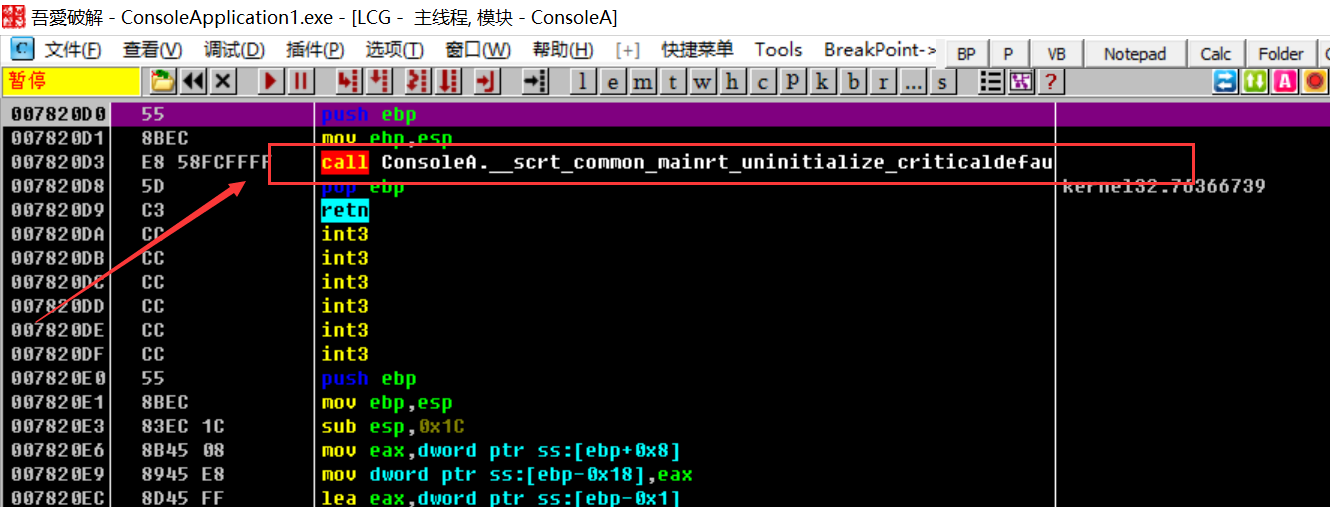 吾愛破解 - ConsoleApplication1.exe - [LCG - 主线程, 模块 - ConsoleA]
C 文件(F) 查看(V) 调试(D) 插件(P) 选项(T) 窗口(W) 帮助(H) [+] 快捷菜单 Tools BreakPoint-> BP P VB Notepad Calc Folder
暂停 l e m t w h c P k b r ... s ? A
007820D0 55 push ebp
007820D1 8BEC mov ebp,esp
007820D3 E8 58FCFFFF call ConsoleA.__scrt_common_mainrt_uninitialize_criticaldefau
007820D8 5D pop ebp kernel32.76366739
007820D9 C3 retn
007820DA CC int3
007820DB CC int3
007820DC CC int3
007820DD CC int3
007820DE CC int3
007820DF CC int3
007820E0 55 push ebp
007820E1 8BEC mov ebp,esp
007820E3 83EC 1C sub esp,0x1C
007820E6 8B45 08 mov eax,dword ptr ss:[ebp+0x8]
007820E9 8945 E8 mov dword ptr ss:[ebp-0x18],eax
007820EC 8D45 FF lea eax,dword ptr ss:[ebp-0x1]